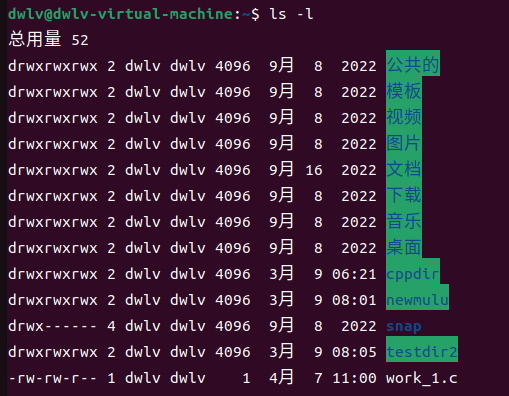 dwlv@dwlv-virtual-machine:~$ ls -l
总用量 52
drwxrwxrwx 2 dwlv dwlv 4096 9月 8 2022 公共的
drwxrwxrwx 2 dwlv dwlv 4096 9月 8 2022 模板
drwxrwxrwx 2 dwlv dwlv 4096 9月 8 2022 视频
drwxrwxrwx 2 dwlv dwlv 4096 9月 8 2022 图片
drwxrwxrwx 2 dwlv dwlv 4096 9月 16 2022 文档
drwxrwxrwx 2 dwlv dwlv 4096 9月 8 2022 下载
drwxrwxrwx 2 dwlv dwlv 4096 9月 8 2022 音乐
drwxrwxrwx 2 dwlv dwlv 4096 9月 8 2022 桌面
drwxrwxrwx 2 dwlv dwlv 4096 3月 9 06:21 cppdir
drwxrwxrwx 2 dwlv dwlv 4096 3月 9 08:01 newmulu
drwx------ 4 dwlv dwlv 4096 9月 8 2022 snap
drwxrwxrwx 2 dwlv dwlv 4096 3月 9 08:05 testdir2
-rw-rw-r-- 1 dwlv dwlv 1 4月 7 11:00 work_1.c